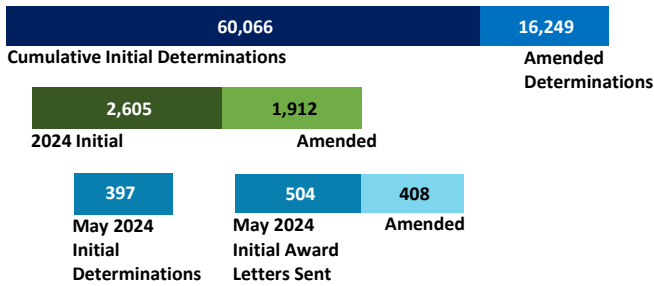 60,066
16,249
Cumulative Initial Determinations
Amended
Determinations
2,605
1,912
2024 Initial
Amended
397
504
408
May 2024
Initial
Determinations
May 2024
Initial Award
Letters Sent
Amended